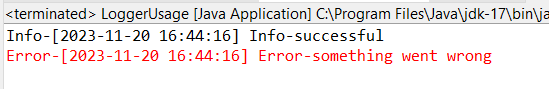 <terminated> LoggerUsage [Java Application] C:\Program Files\Java\jdk-17\bin\ja
Info-[2023-11-20 16:44:16] Info-successful
Error-[2023-11-20 16:44:16] Error-something went wrong